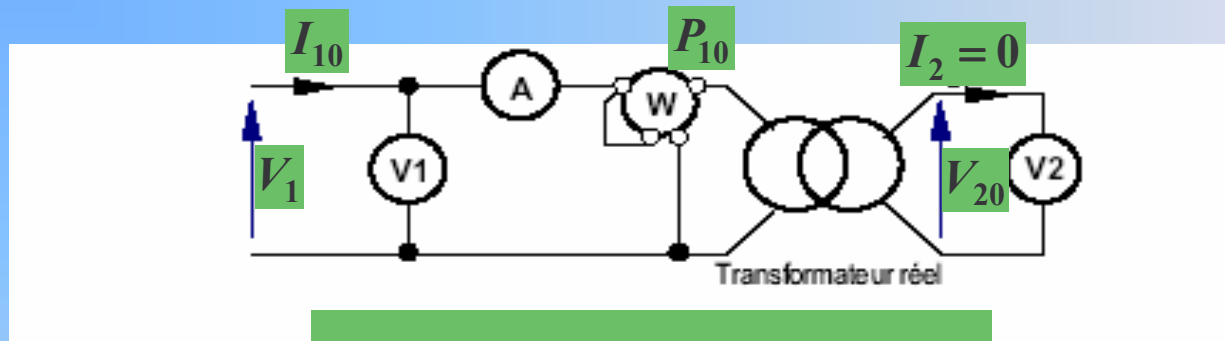 I₁₀
P₁₀
I₂ = 0
A
W
V₁
V1
V₂₀
V2
Transformateur réel